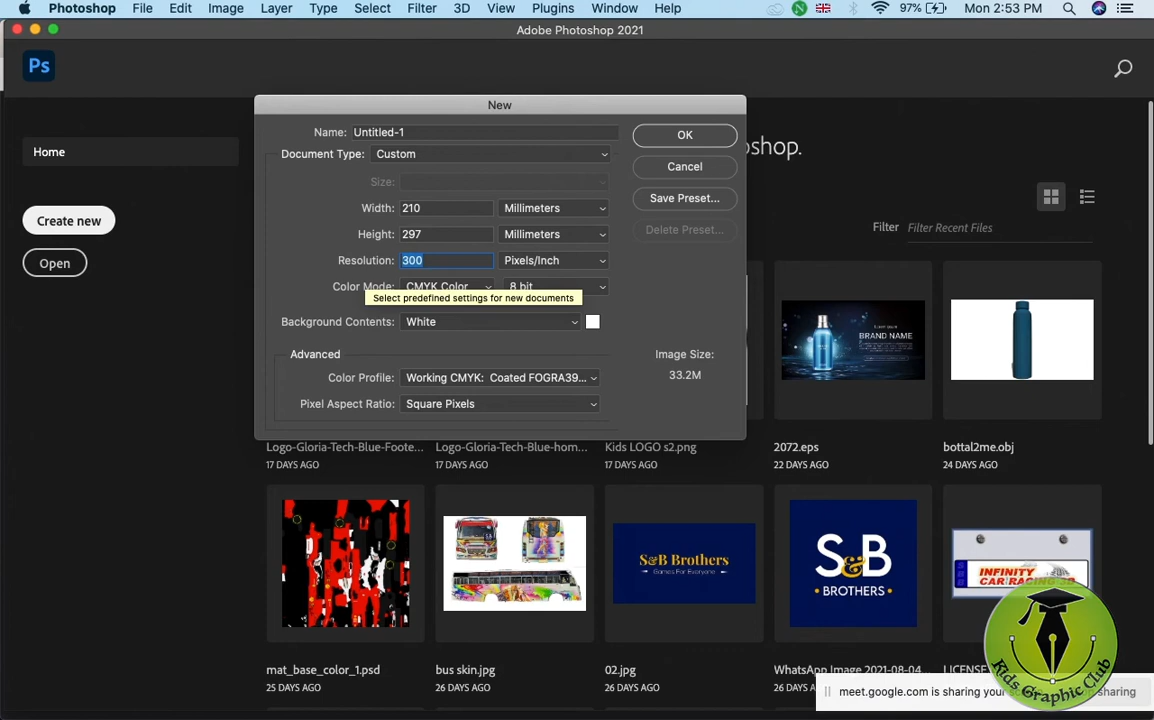 Photoshop File Edit Image Layer Type Select Filter 3D View Plugins Window Help 97% Mon 2:53 PM
Adobe Photoshop 2021
Ps
New
Name: Untitled-1
OK
Document Type: Custom
shop.
Home
Cancel
Size:
Save Preset...
Width: 210 Millimeters
Create new
Filter Filter Recent Files
Delete Preset...
Height: 297 Millimeters
Open
Resolution: 300 Pixels/Inch
Color Mode: CMYK Color 8 bit
Select predefined settings for new documents
Background Contents: White
BRAND NAME
Advanced
Image Size:
33.2M
Color Profile: Working CMYK: Coated FOGRA39...
Pixel Aspect Ratio: Square Pixels
Logo-Gloria-Tech-Blue-Foote... Logo-Gloria-Tech-Blue-hom... Kids LOGO s2.png 2072.eps bottal2me.obj
17 DAYS AGO 17 DAYS AGO 17 DAYS AGO 22 DAYS AGO 24 DAYS AGO
S&B Brothers
Games For Everyone
S&B
BROTHERS
INFINITY
CAR RACING 3D
mat_base_color_1.psd bus skin.jpg 02.jpg WhatsApp Image 2021-08-04 LICENSE
25 DAYS AGO 26 DAYS AGO 26 DAYS AGO 26 DAYS
meet.google.com is sharing your sharing
Kids Graphic Club